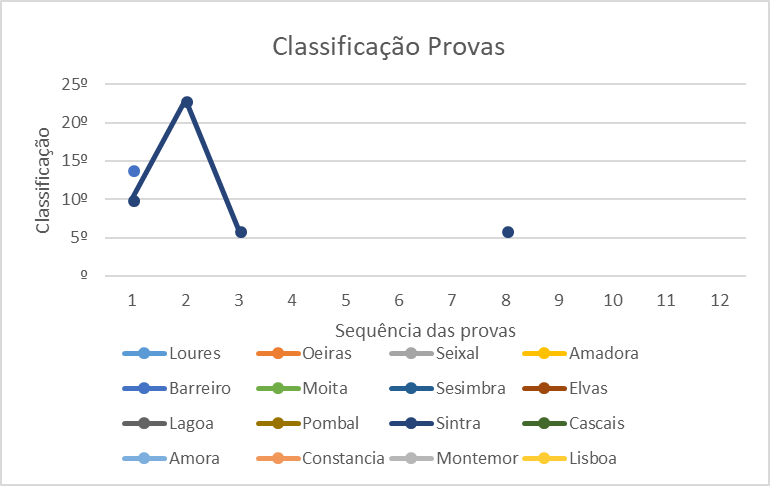 Classificação Provas
25º
20º
15º
10º
5º
º
Classificação
1 2 3 4 5 6 7 8 9 10 11 12
Sequência das provas
Loures Oeiras Seixal Amadora
Barreiro Moita Sesimbra Elvas
Lagoa Pombal Sintra Cascais
Amora Constancia Montemor Lisboa